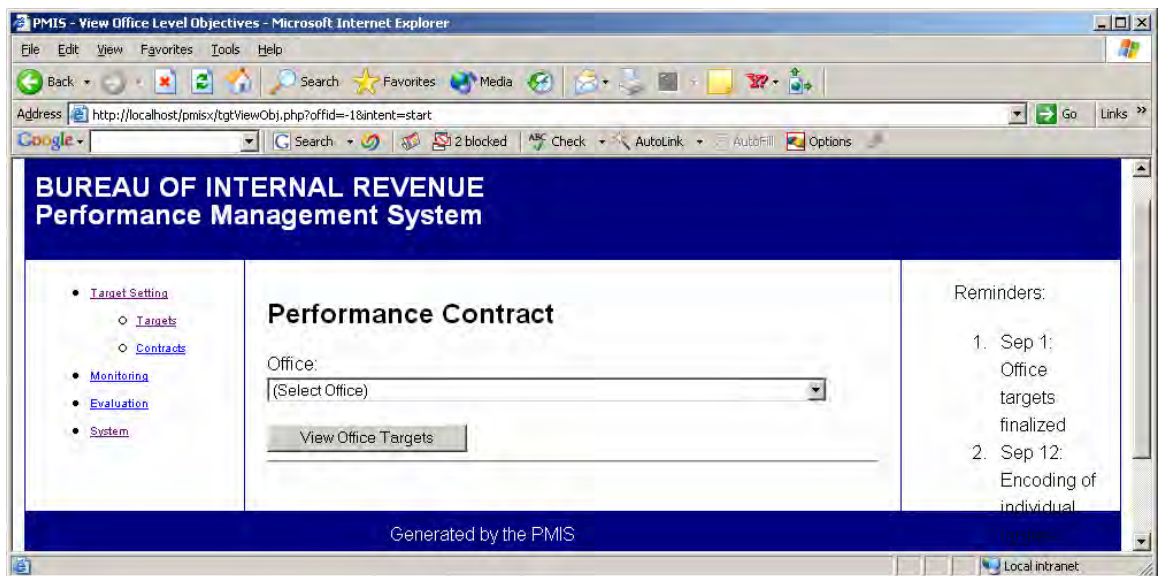 PMIS - View Office Level Objectives - Microsoft Internet Explorer
File Edit View Favorites Tools Help
Back Search Favorites Media
Address http://localhost/pmisx/tgtViewObj.php?offid=-1&intent=start Go Links »
Google Search 2 blocked ABC Check AutoLink AutoFill Options
BUREAU OF INTERNAL REVENUE
Performance Management System
Target Setting
Targets
Contracts
Monitoring
Evaluation
System
Performance Contract
Office:
(Select Office)
View Office Targets
Reminders:
1. Sep 1:
Office
targets
finalized
2. Sep 12:
Encoding of
individual
Generated by the PMIS
Local intranet